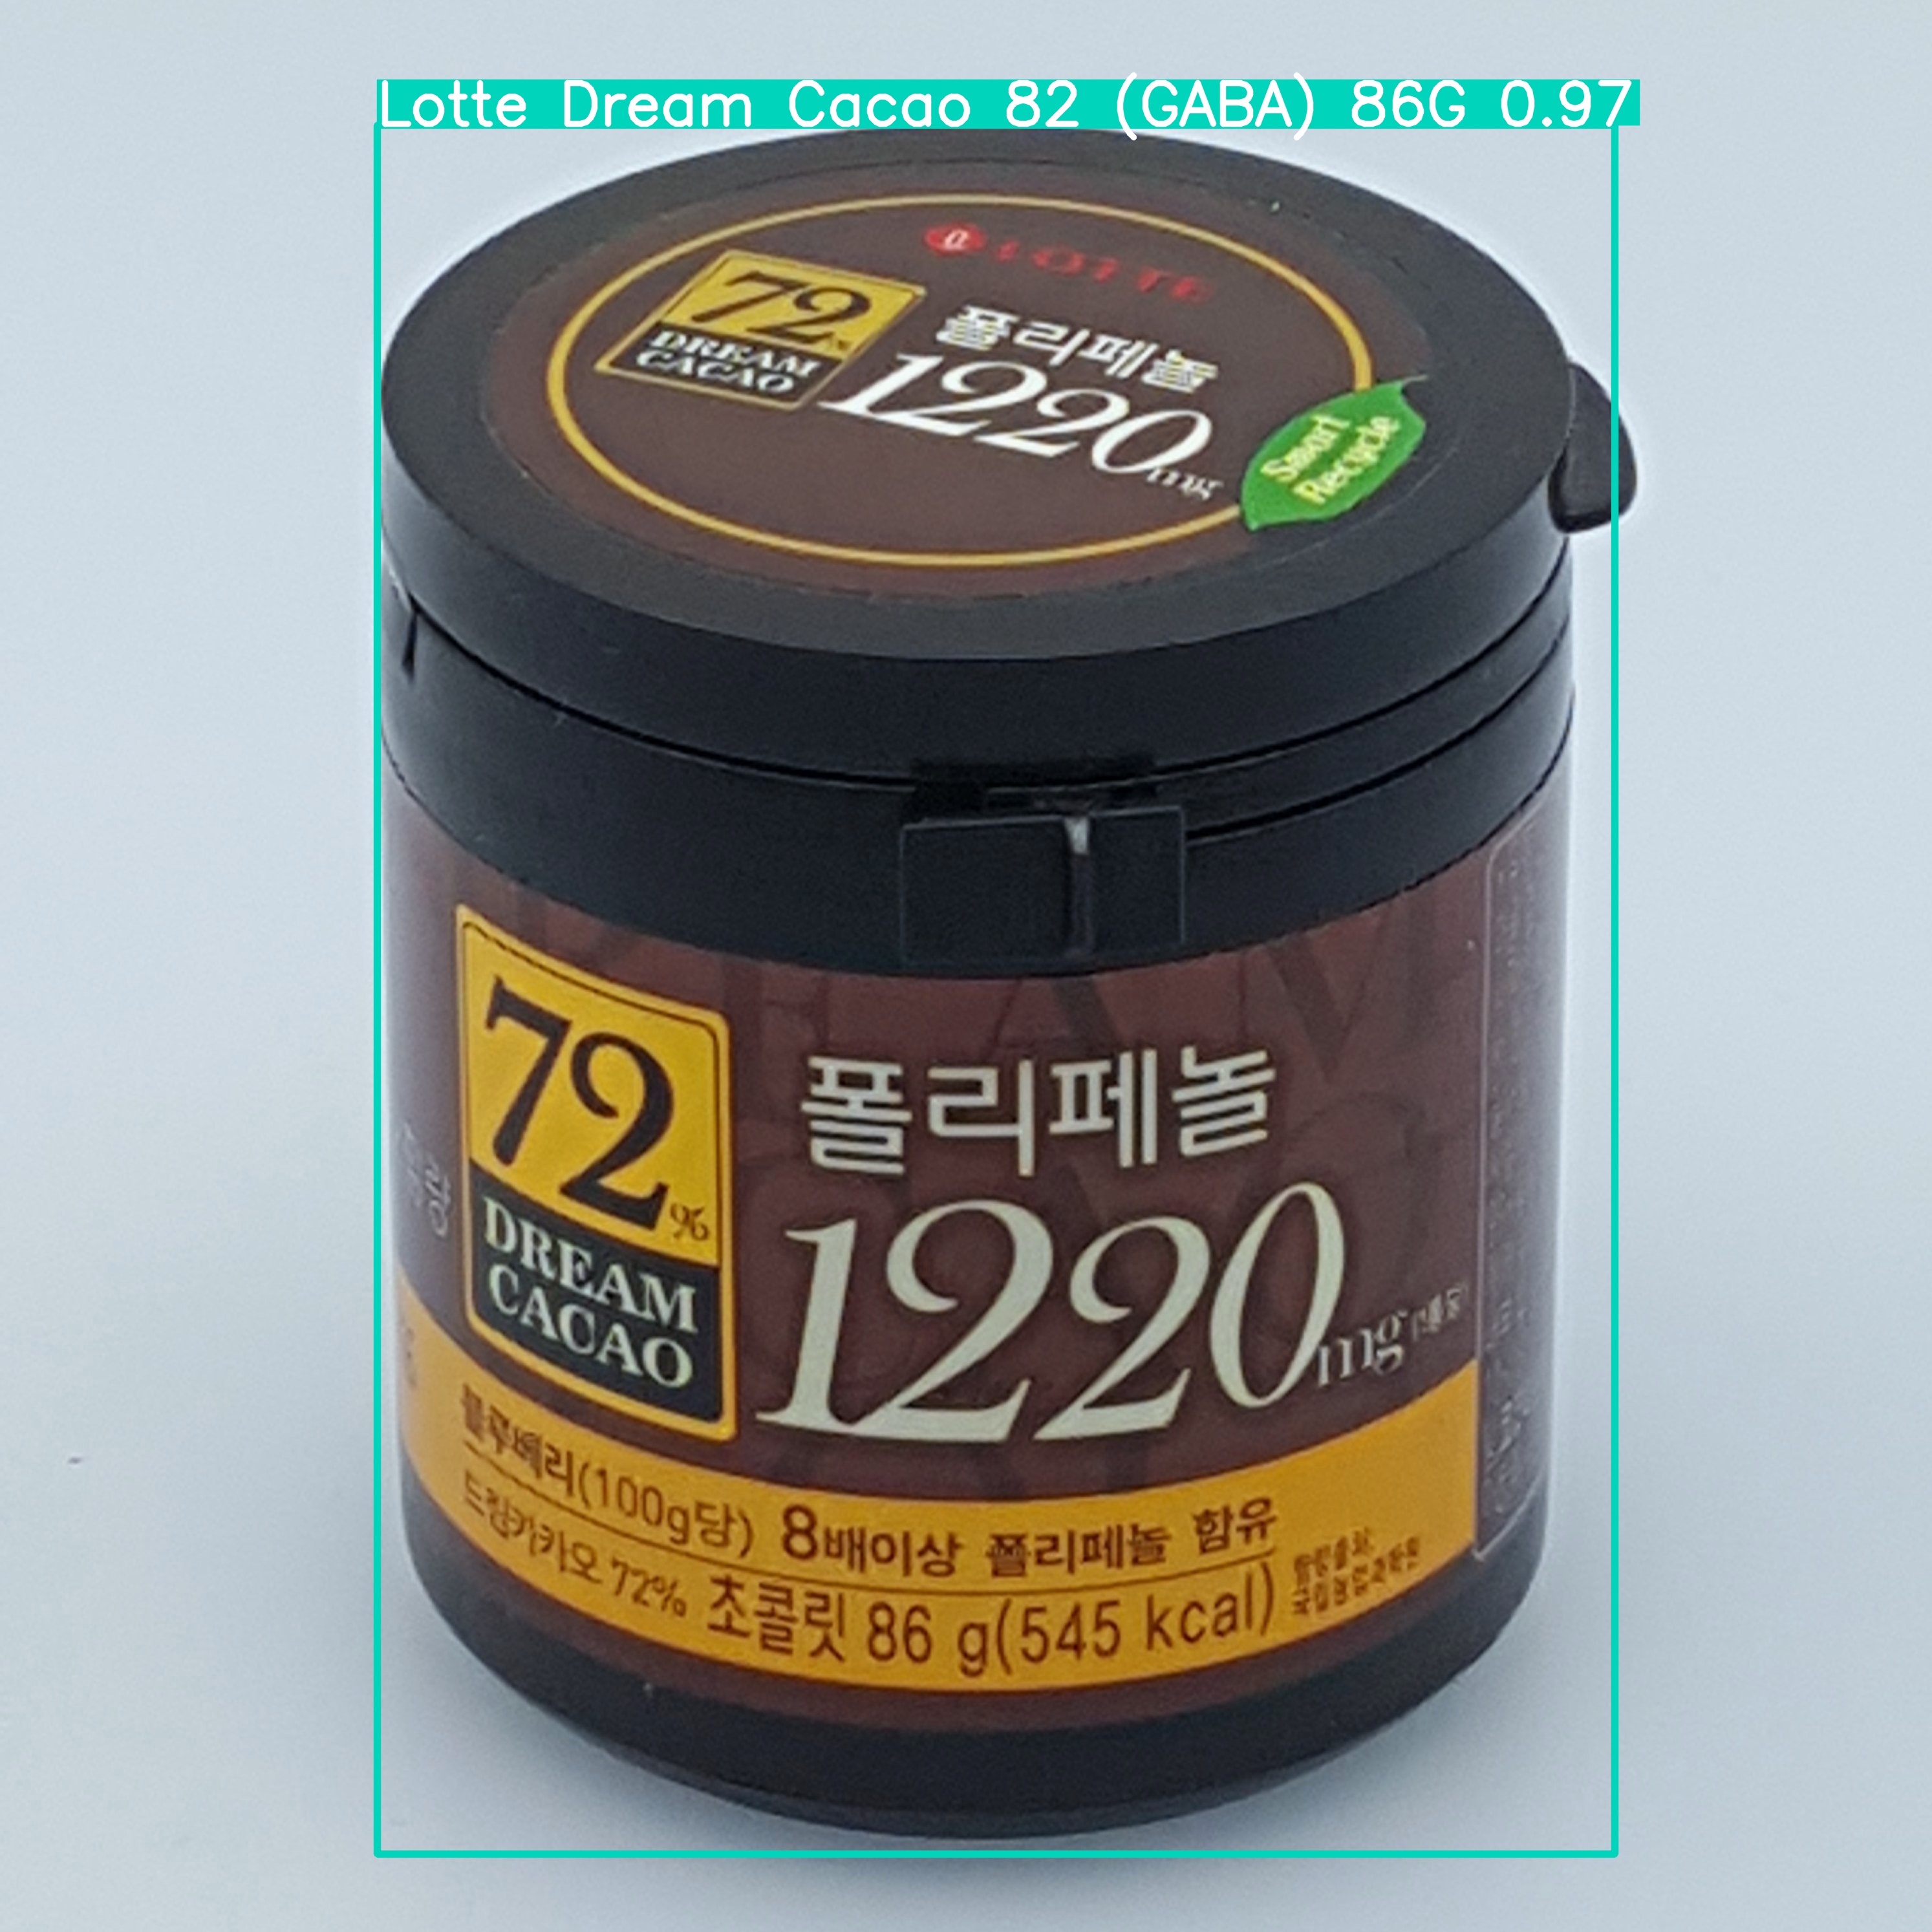 Lotte Dream Cacao 82 (GABA) 86G 0.97
LOTTE
72%
DREAM
CACAO
폴리페놀
1220mg
Smart
Recycle
72%
DREAM
CACAO
폴리페놀
1220mg
블루베리(100g당) 8배이상 폴리페놀 함유
드림카카오 72% 초콜릿 86 g(545 kcal)